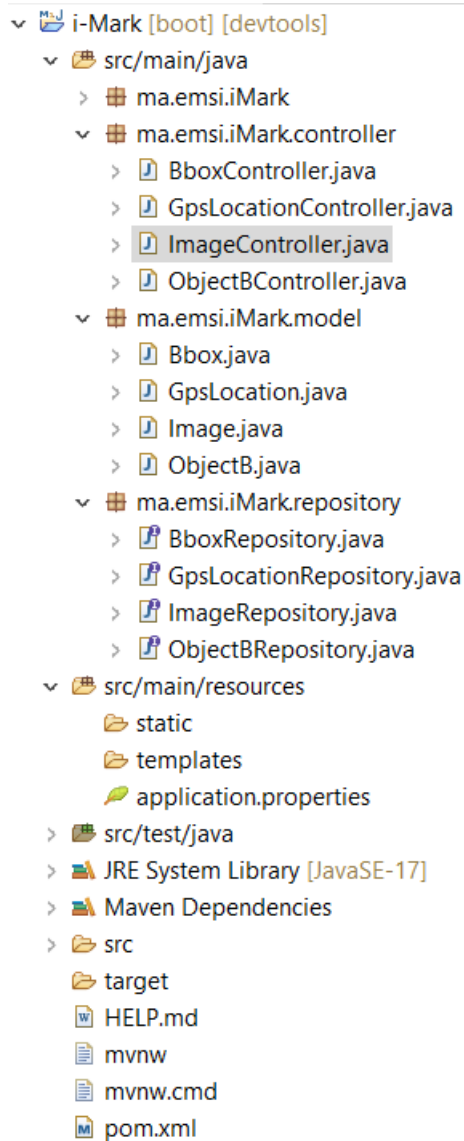 i-Mark [boot] [devtools]
src/main/java
ma.emsi.iMark
ma.emsi.iMark.controller
BboxController.java
GpsLocationController.java
ImageController.java
ObjectBController.java
ma.emsi.iMark.model
Bbox.java
GpsLocation.java
Image.java
ObjectB.java
ma.emsi.iMark.repository
BboxRepository.java
GpsLocationRepository.java
ImageRepository.java
ObjectBRepository.java
src/main/resources
static
templates
application.properties
src/test/java
JRE System Library [JavaSE-17]
Maven Dependencies
src
target
HELP.md
mvnw
mvnw.cmd
pom.xml